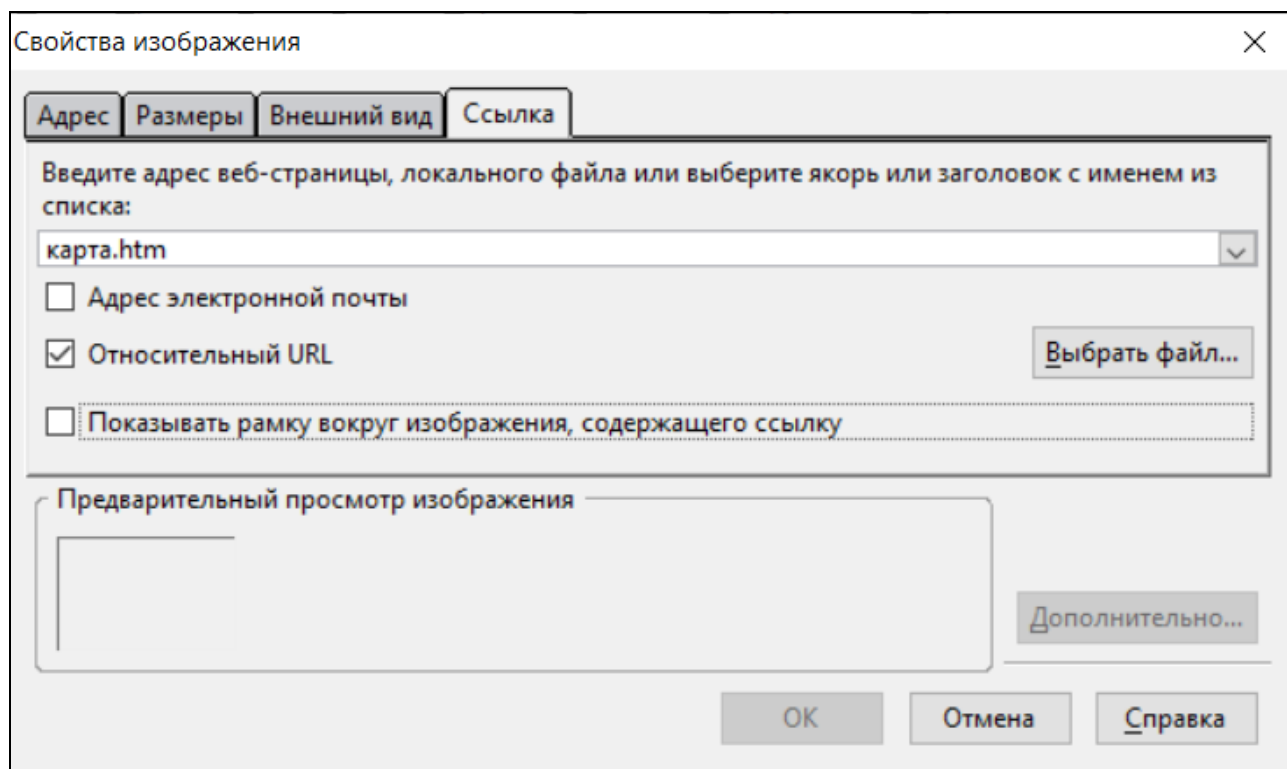 Свойства изображения
Адрес Размеры Внешний вид Ссылка
Введите адрес веб-страницы, локального файла или выберите якорь или заголовок с именем из
списка:
карта.htm
Адрес электронной почты
Относительный URL
Выбрать файл...
Показывать рамку вокруг изображения, содержащего ссылку
Предварительный просмотр изображения
Дополнительно...
ОК Отмена Справка